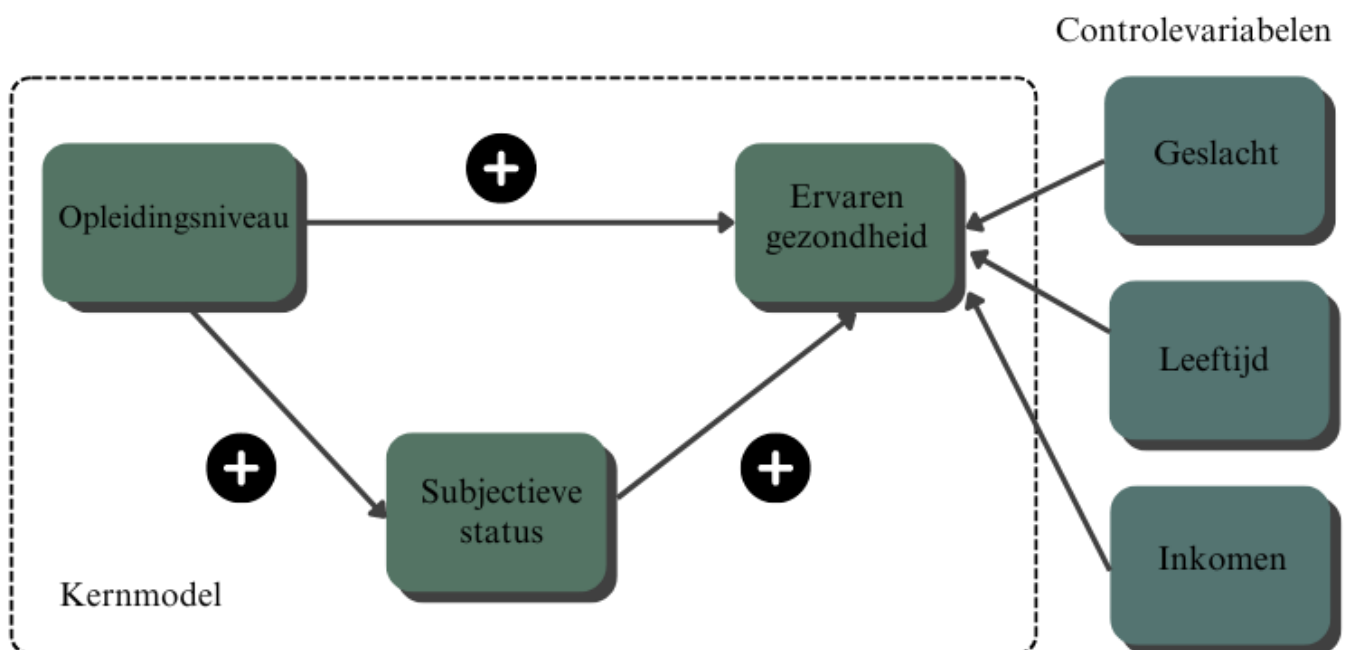 Controlevariabelen
Geslacht
Opleidingsniveau
Ervaren
gezondheid
Leeftijd
Subjectieve
status
Inkomen
Kernmodel